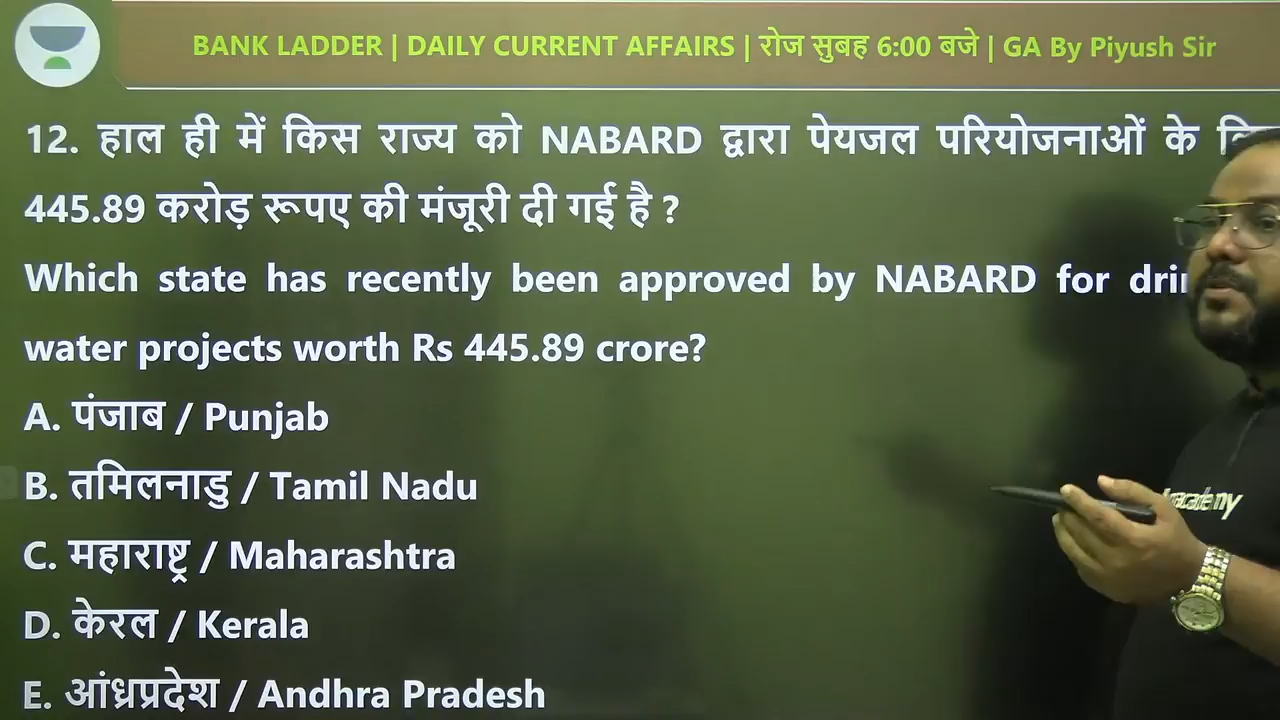 BANK LADDER | DAILY CURRENT AFFAIRS | रोज सुबह 6:00 बजे | GA By Piyush Sir
12. हाल ही में किस राज्य को NABARD द्वारा पेयजल परियोजनाओं के
445.89 करोड़ रूपए की मंजूरी दी गई है ?
Which state has recently been approved by NABARD for
water projects worth Rs 445.89 crore?
A. पंजाब / Punjab
B. तमिलनाडु / Tamil Nadu
C. महाराष्ट्र / Maharashtra
D. केरल / Kerala
E. आंध्रप्रदेश / Andhra Pradesh